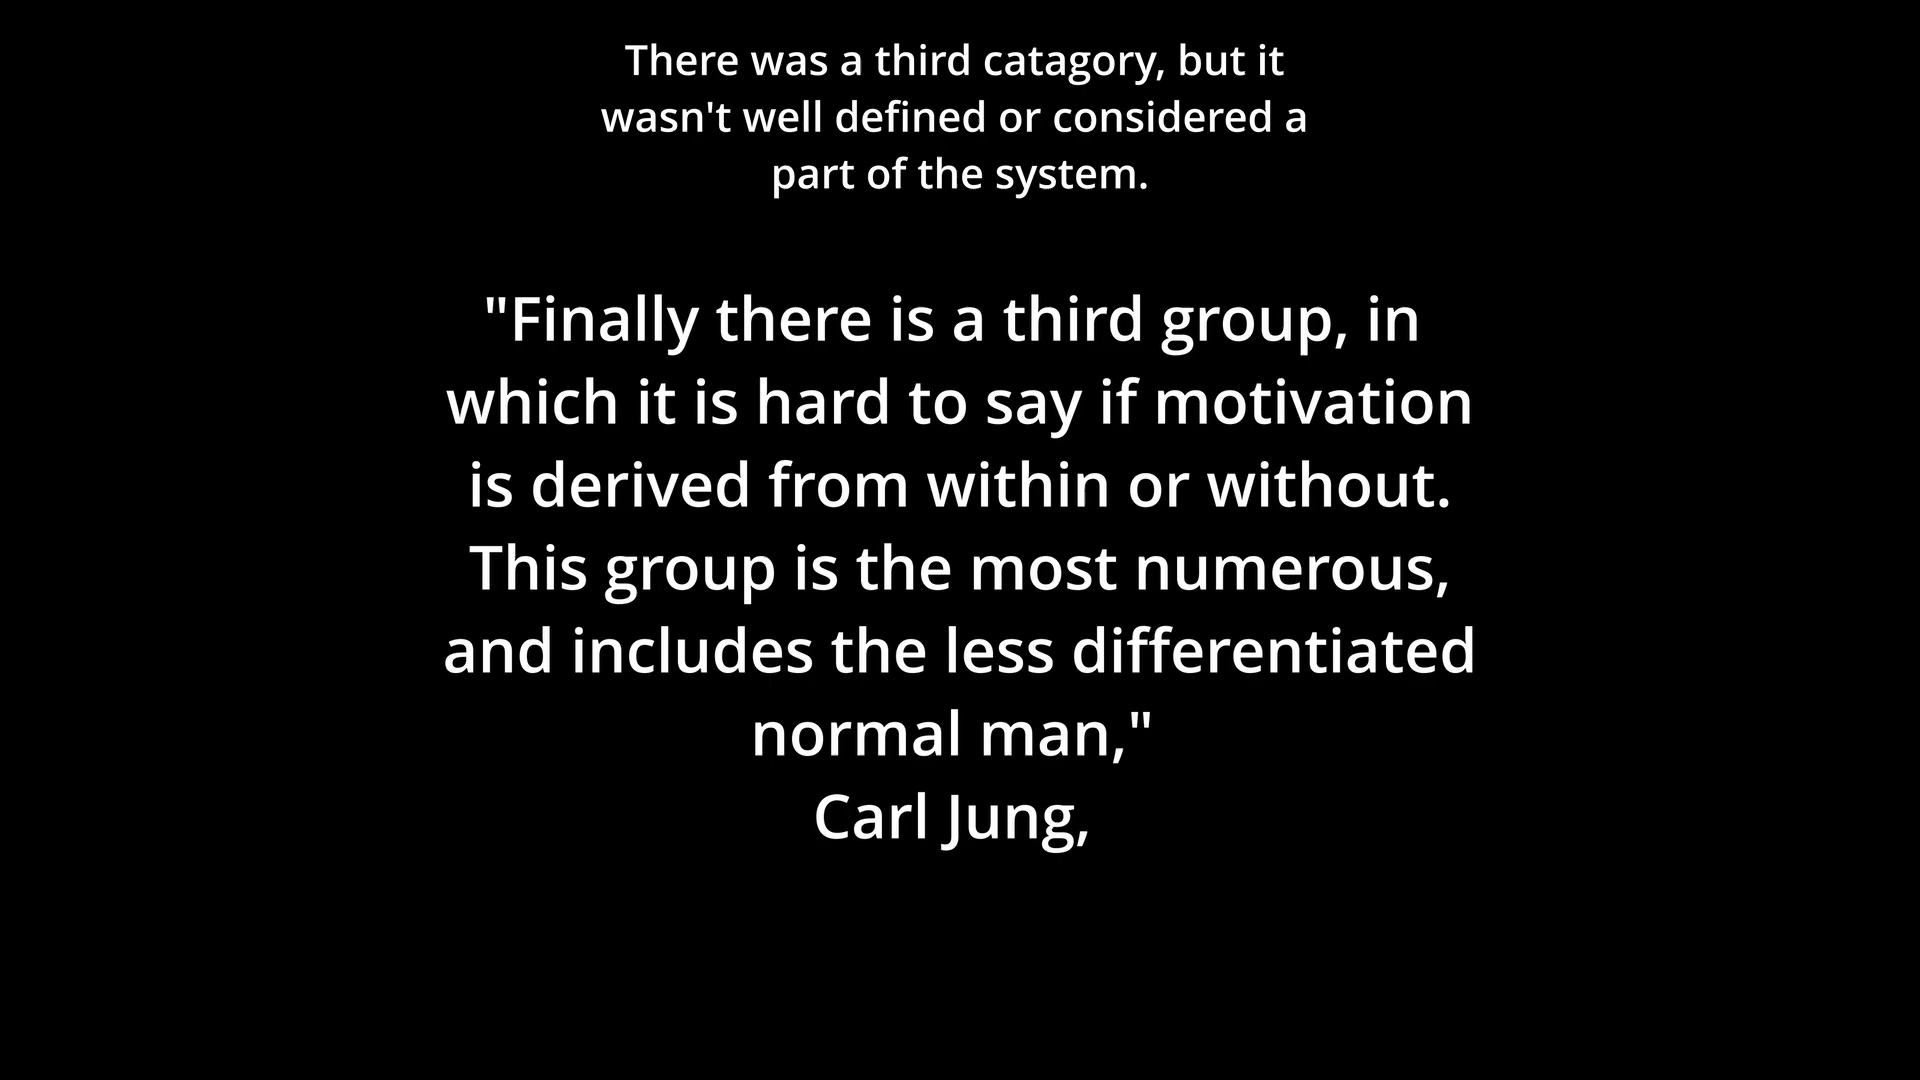 There was a third catagory, but it
wasn't well defined or considered a
part of the system.
"Finally there is a third group, in
which it is hard to say if motivation
is derived from within or without.
This group is the most numerous,
and includes the less differentiated
normal man,"
Carl Jung,